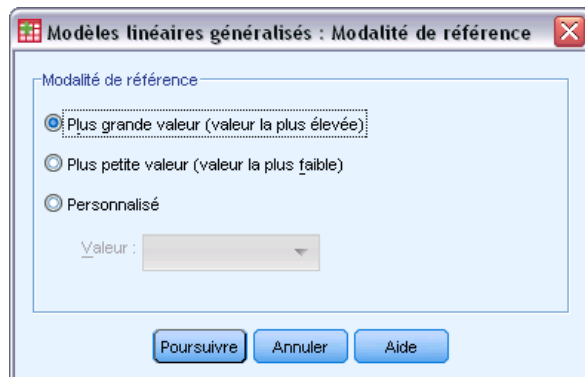 Modèles linéaires généralisés : Modalité de référence
Modalité de référence
Plus grande valeur (valeur la plus élevée)
Plus petite valeur (valeur la plus faible)
Personnalisé
Valeur :
Poursuivre Annuler Aide